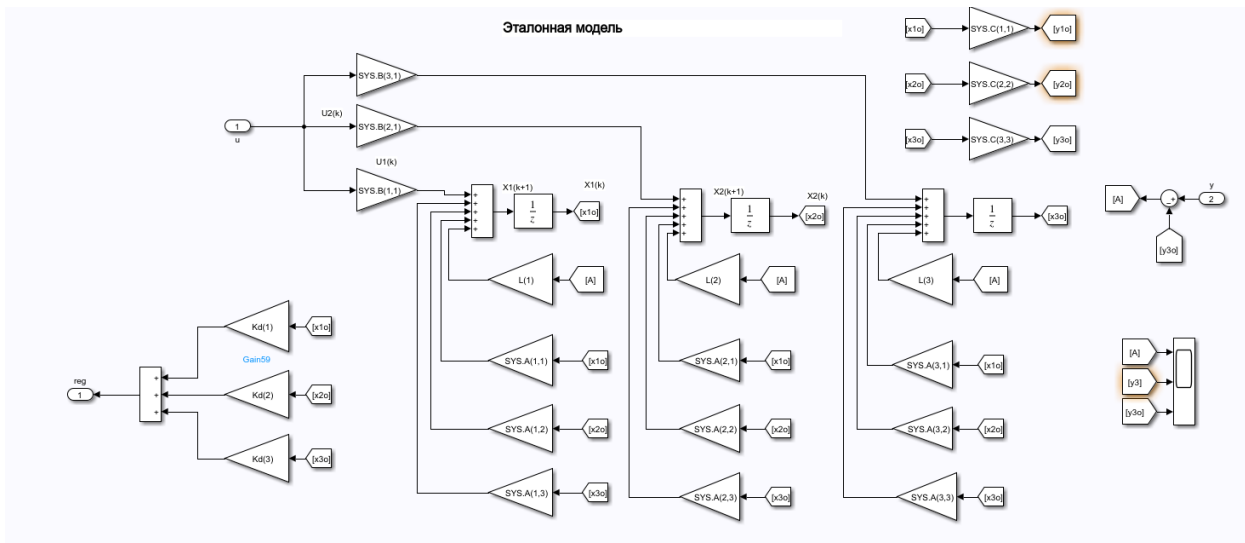 Эталонная модель
[x1o] SYS.C(1,1) [y1o]
SYS.B(3,1)
[x2o] SYS.C(2,2) [y2o]
U2(k)
1 SYS.B(2,1)
u
[x3o] SYS.C(3,3) [y3o]
U1(k)
SYS.B(1,1)
X1(k+1) X1(k) X2(k+1) X2(k) y
+ + + + + 1/z [x1o]
+ + + + + 1/z [x2o]
+ + + + + 1/z [x3o]
[A] - + 2
[y3o]
L(1) [A] L(2) [A] L(3) [A]
Kd(1) [x1o]
Gain59
SYS.A(1,1) [x1o] SYS.A(2,1) [x1o] SYS.A(3,1) [x1o]
[A]
[y3]
[y3o]
reg
1 + + + Kd(2) [x2o]
SYS.A(1,2) [x2o] SYS.A(2,2) [x2o] SYS.A(3,2) [x2o]
Kd(3) [x3o]
SYS.A(1,3) [x3o] SYS.A(2,3) [x3o] SYS.A(3,3) [x3o]